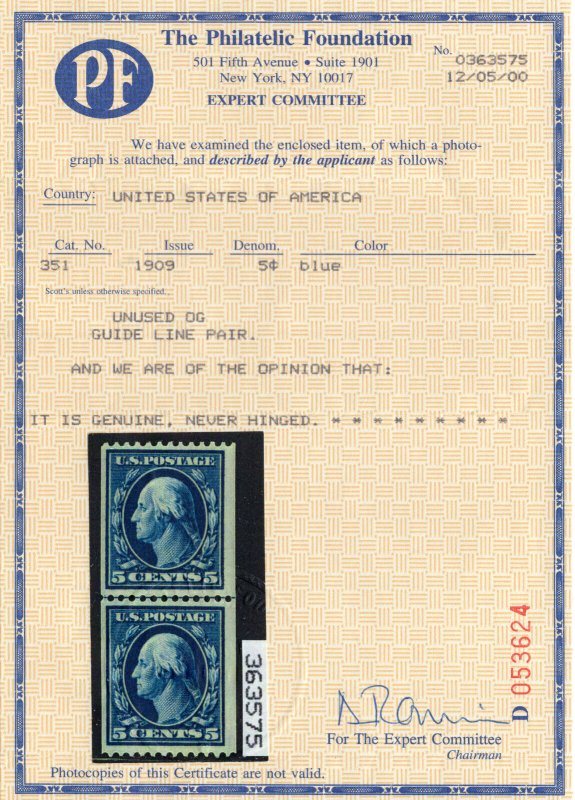 PF
The Philatelic Foundation
501 Fifth Avenue • Suite 1901
New York, NY 10017
EXPERT COMMITTEE
No. 0363575
12/05/00
We have examined the enclosed item, of which a photo-
graph is attached, and described by the applicant as follows:
Country: UNITED STATES OF AMERICA
Cat. No. Issue Denom. Color
351 1909 5¢ blue
Scott's unless otherwise specified.
UNUSED OG
GUIDE LINE PAIR.
AND WE ARE OF THE OPINION THAT:
IT IS GENUINE, NEVER HINGED. * * * * * * * * *
U.S. POSTAGE
5 CENTS 5
U.S. POSTAGE
5 CENTS 5
363575
D 053624
For The Expert Committee
Chairman
Photocopies of this Certificate are not valid.